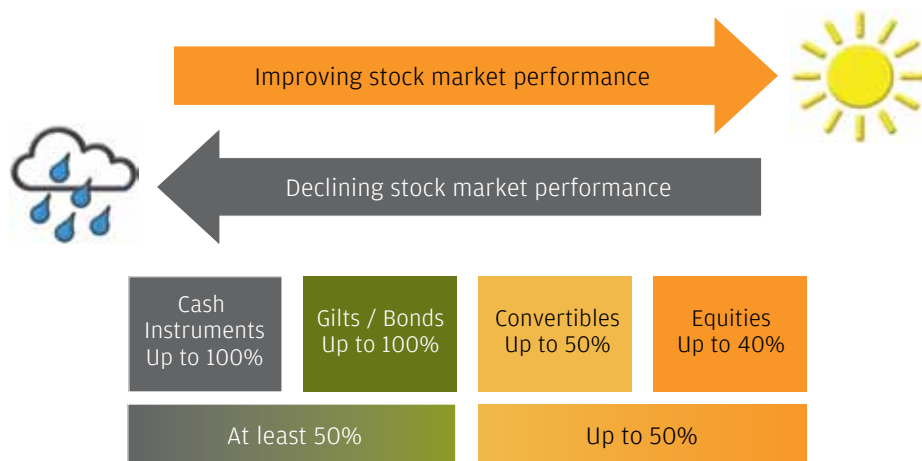 Improving stock market performance
Declining stock market performance
Cash
Instruments
Up to 100%
Gilts / Bonds
Up to 100%
Convertibles
Up to 50%
Equities
Up to 40%
At least 50%
Up to 50%